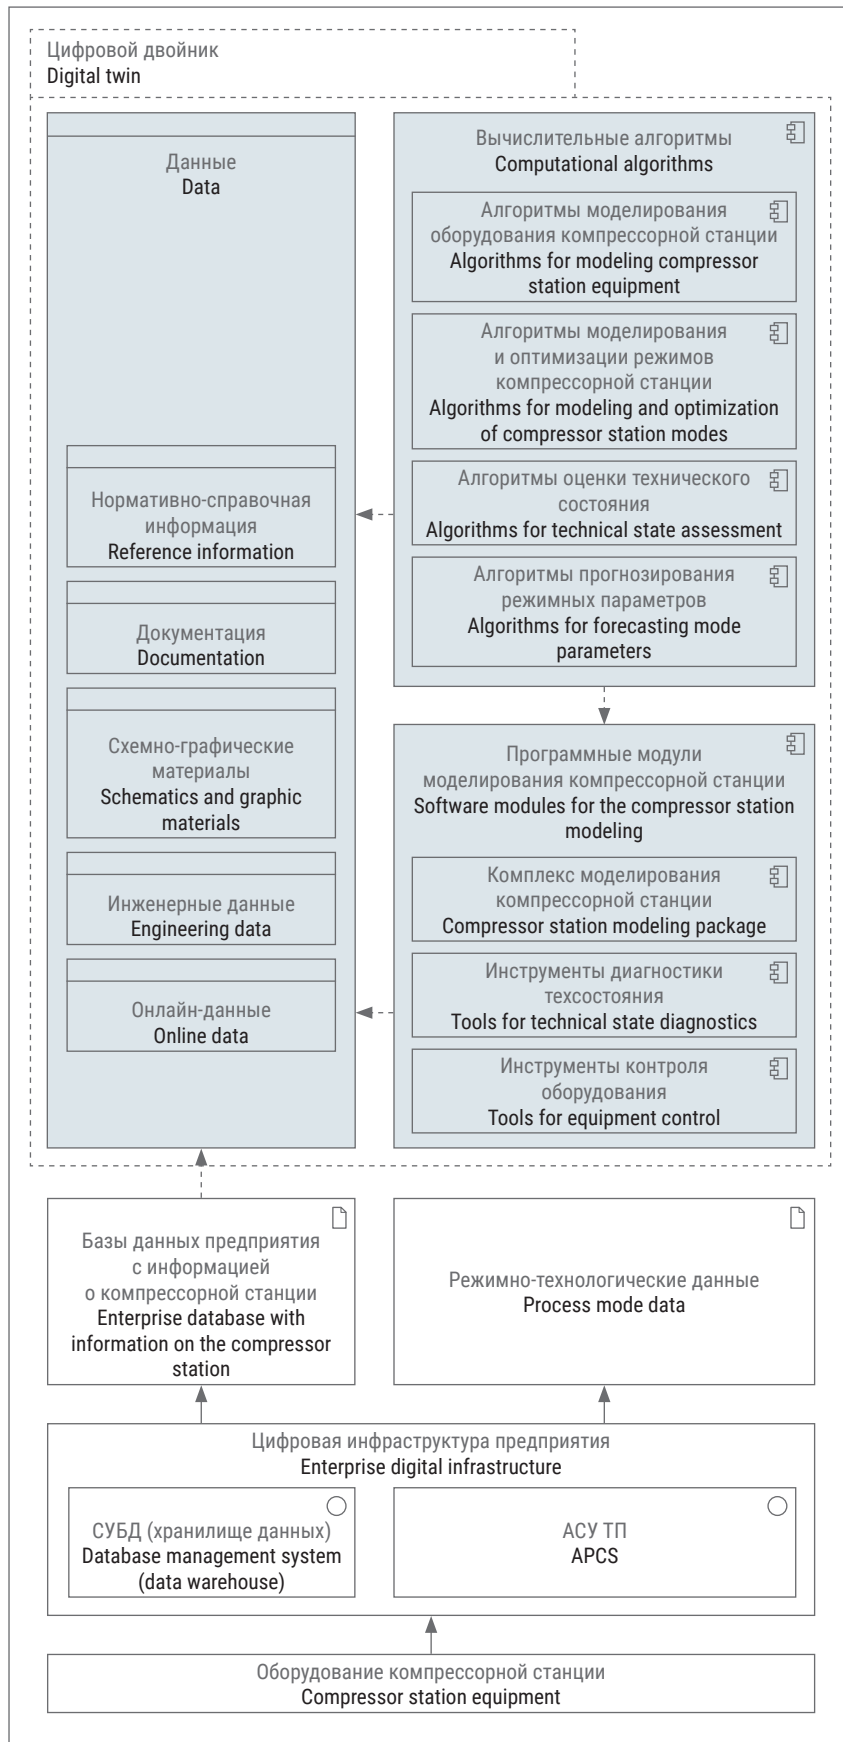 Цифровой двойник
Digital twin
Данные
Data
Нормативно-справочная
информация
Reference information
Документация
Documentation
Схемно-графические
материалы
Schematics and graphic
materials
Инженерные данные
Engineering data
Онлайн-данные
Online data
Вычислительные алгоритмы
Computational algorithms
Алгоритмы моделирования
оборудования компрессорной станции
Algorithms for modeling compressor
station equipment
Алгоритмы моделирования
и оптимизации режимов
компрессорной станции
Algorithms for modeling and optimization
of compressor station modes
Алгоритмы оценки технического
состояния
Algorithms for technical state assessment
Алгоритмы прогнозирования
режимных параметров
Algorithms for forecasting mode
parameters
Программные модули
моделирования компрессорной станции
Software modules for the compressor station
modeling
Комплекс моделирования
компрессорной станции
Compressor station modeling package
Инструменты диагностики
техсостояния
Tools for technical state diagnostics
Инструменты контроля
оборудования
Tools for equipment control
Базы данных предприятия
с информацией
о компрессорной станции
Enterprise database with
information on the compressor
station
Режимно-технологические данные
Process mode data
Цифровая инфраструктура предприятия
Enterprise digital infrastructure
СУБД (хранилище данных)
Database management system
(data warehouse)
АСУ ТП
APCS
Оборудование компрессорной станции
Compressor station equipment